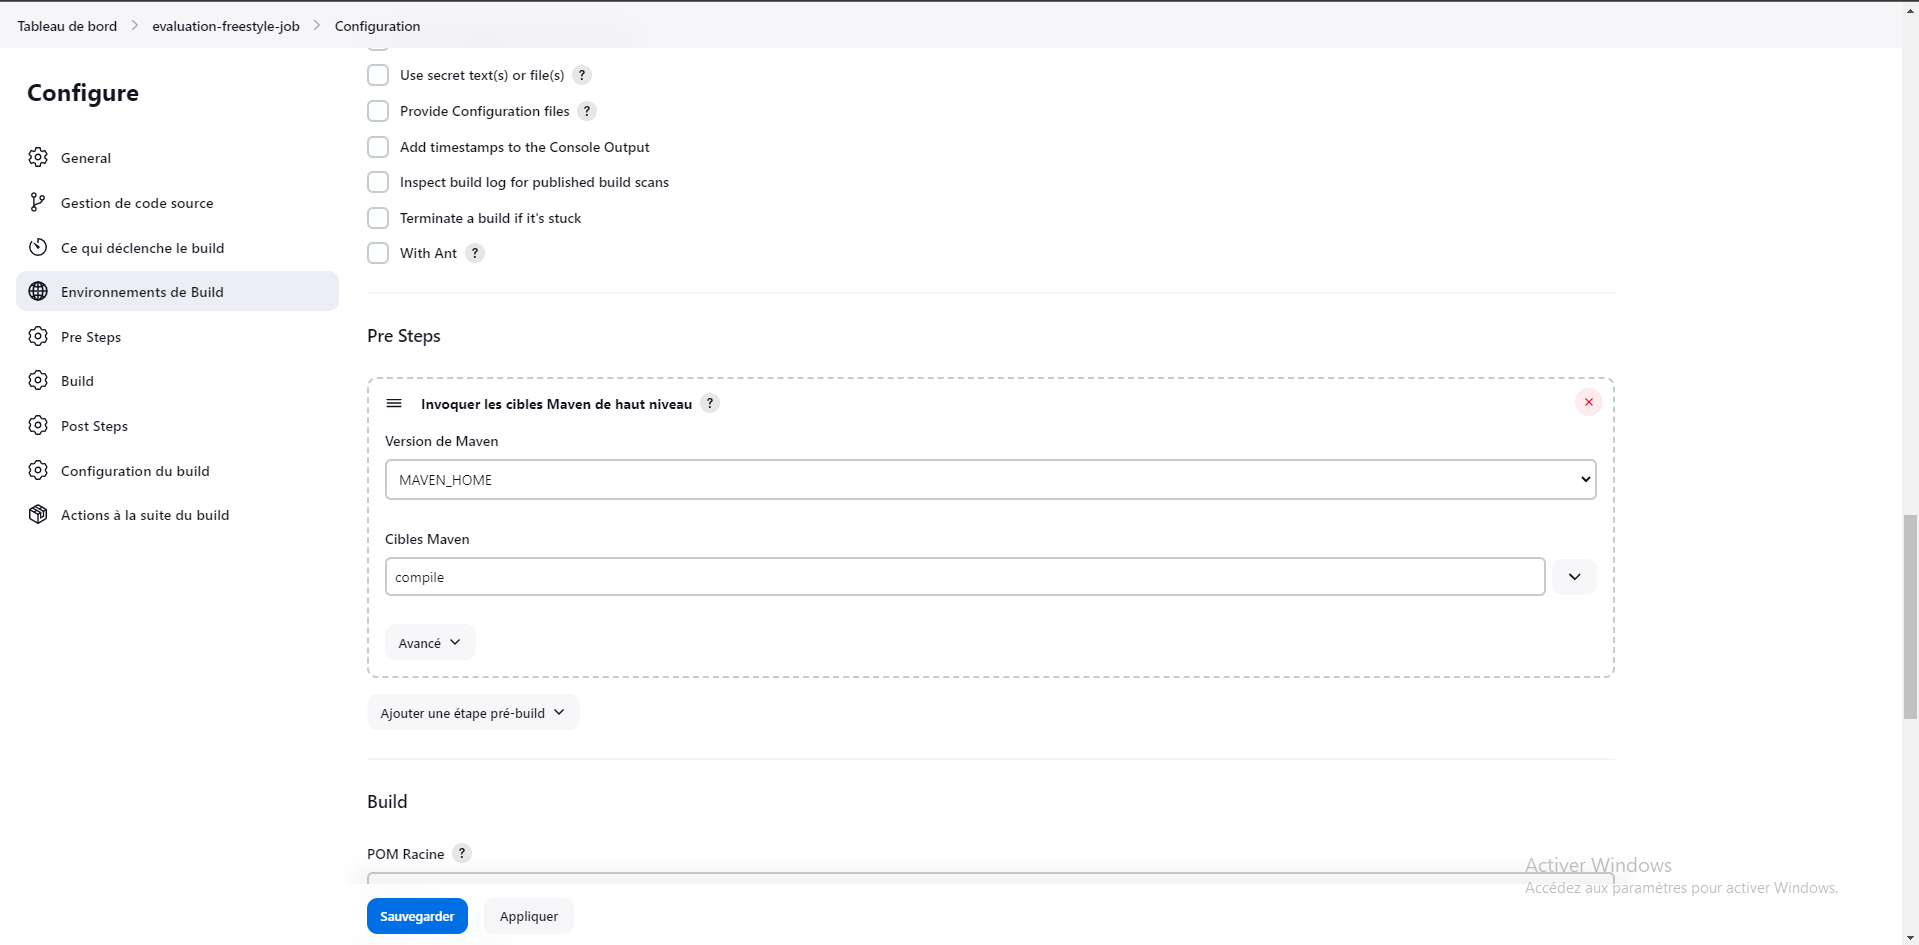 Tableau de bord > evaluation-freestyle-job > Configuration
Configure
General
Gestion de code source
Ce qui déclenche le build
Environnements de Build
Pre Steps
Build
Post Steps
Configuration du build
Actions à la suite du build
Use secret text(s) or file(s) ?
Provide Configuration files ?
Add timestamps to the Console Output
Inspect build log for published build scans
Terminate a build if it's stuck
With Ant ?
Pre Steps
Invoquer les cibles Maven de haut niveau ?
Version de Maven
MAVEN_HOME
Cibles Maven
compile
Avancé
Ajouter une étape pré-build
Build
POM Racine ?
Sauvegarder Appliquer
Activer Windows
Accédez aux paramètres pour activer Windows.